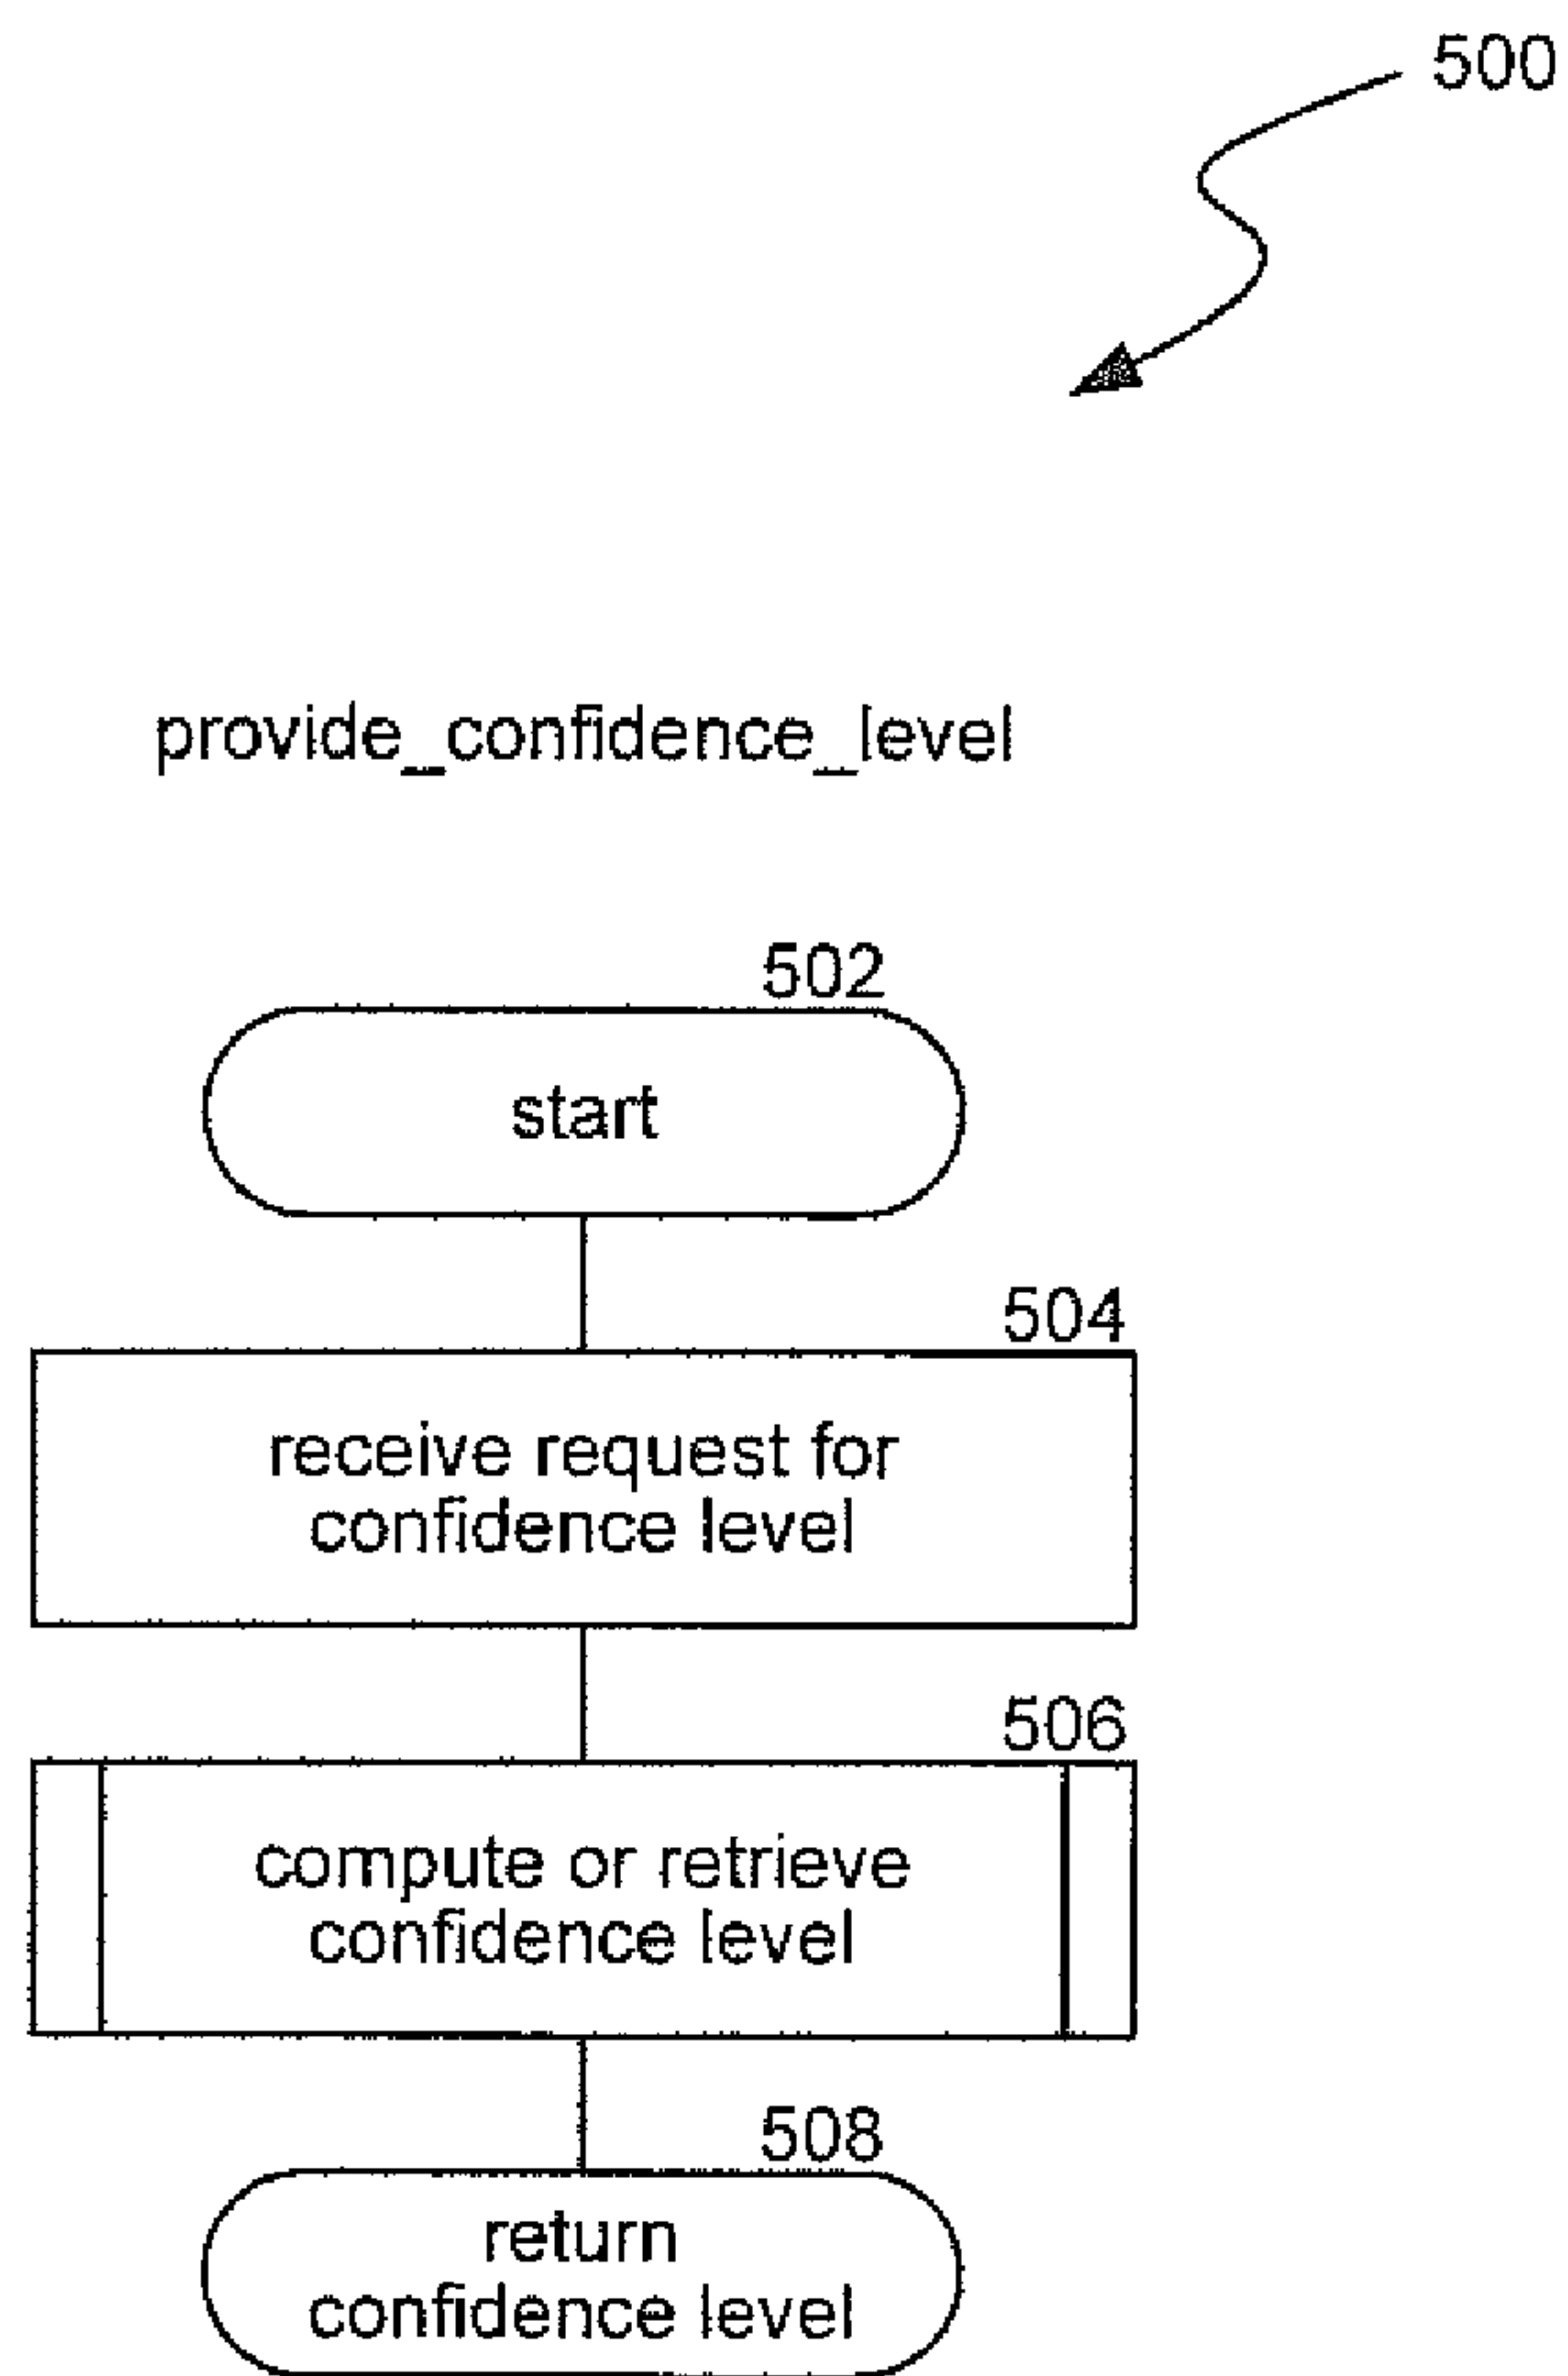 500
provide_confidence_level
502
start
504
receive request for
confidence level
506
compute or retrieve
confidence level
508
return
confidence level